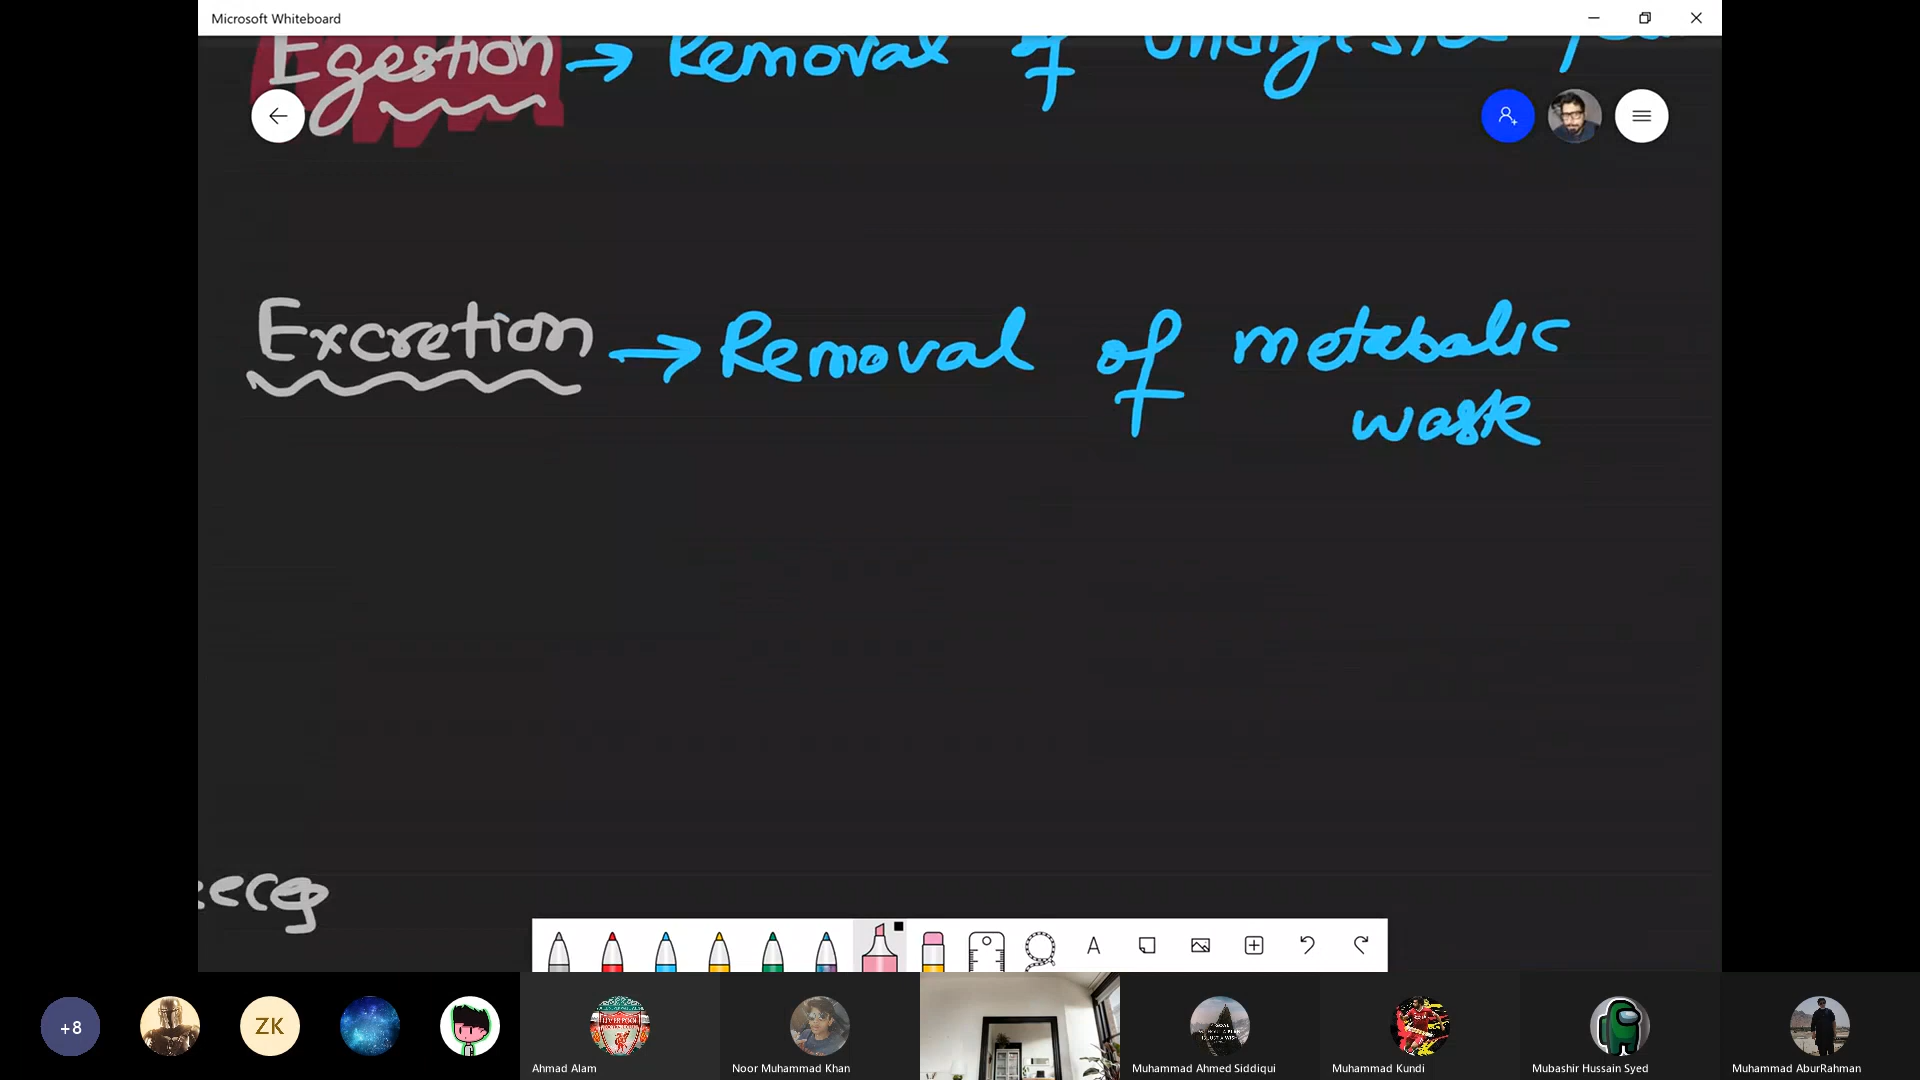 Microsoft Whiteboard
Egestion → Removal of
Excretion → Removal of metabalic
waste
A
+8
ZK
Ahmad Alam
Noor Muhammad Khan
Muhammad Ahmed Siddiqui
Muhammad Kundi
Mubashir Hussain Syed
Muhammad AburRahman